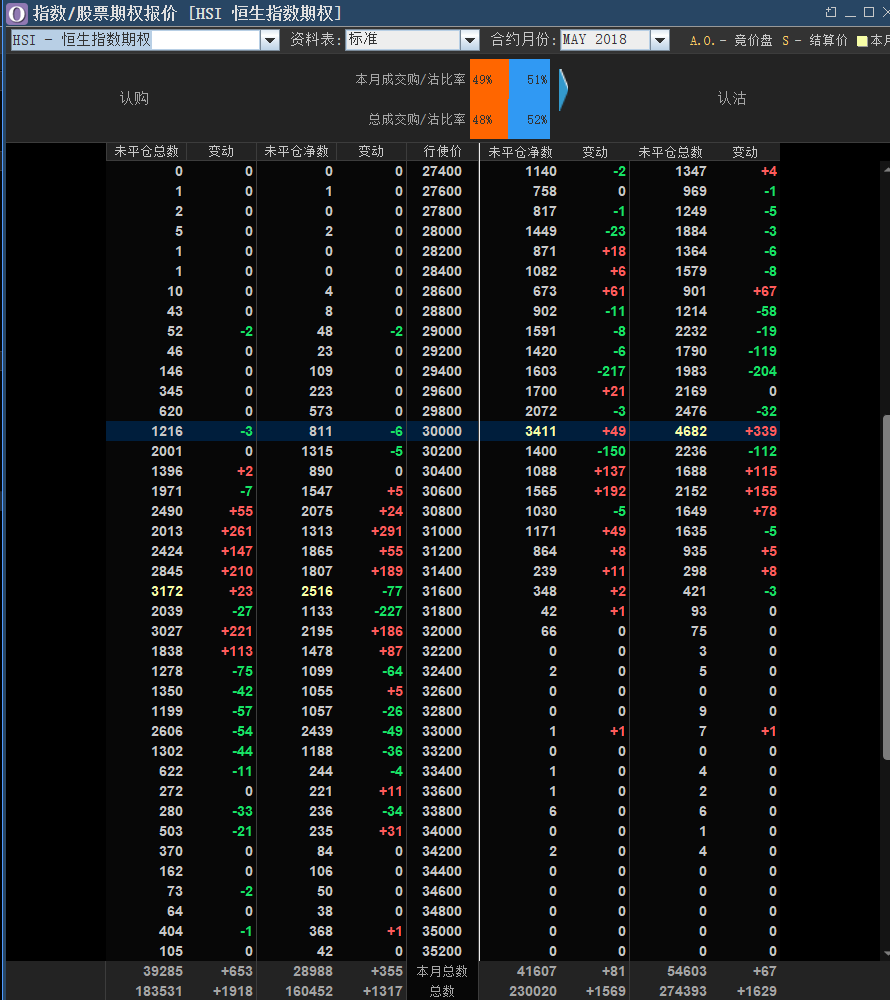 指数/股票期权报价 [HSI 恒生指数期权]
HSI - 恒生指数期权 资料表: 标准 合约月份: MAY 2018 A.O. - 竞价盘 S - 结算价 本月
本月成交购/沽比率 49% 51%
认购 认沽
总成交购/沽比率 48% 52%
未平仓总数 变动 未平仓净数 变动 行使价 未平仓净数 变动 未平仓总数 变动
0 0 0 0 27400 1140 -2 1347 +4
1 0 1 0 27600 758 0 969 -1
2 0 0 0 27800 817 -1 1249 -5
5 0 2 0 28000 1449 -23 1884 -3
1 0 0 0 28200 871 +18 1364 -6
1 0 0 0 28400 1082 +6 1579 -8
10 0 4 0 28600 673 +61 901 +67
43 0 8 0 28800 902 -11 1214 -58
52 -2 48 -2 29000 1591 -8 2232 -19
46 0 23 0 29200 1420 -6 1790 -119
146 0 109 0 29400 1603 -217 1983 -204
345 0 223 0 29600 1700 +21 2169 0
620 0 573 0 29800 2072 -3 2476 -32
1216 -3 811 -6 30000 3411 +49 4682 +339
2001 0 1315 -5 30200 1400 -150 2236 -112
1396 +2 890 0 30400 1088 +137 1688 +115
1971 -7 1547 +5 30600 1565 +192 2152 +155
2490 +55 2075 +24 30800 1030 -5 1649 +78
2013 +261 1313 +291 31000 1171 +49 1635 -5
2424 +147 1865 +55 31200 864 +8 935 +5
2845 +210 1807 +189 31400 239 +11 298 +8
3172 +23 2516 -77 31600 348 +2 421 -3
2039 -27 1133 -227 31800 42 +1 93 0
3027 +221 2195 +186 32000 66 0 75 0
1838 +113 1478 +87 32200 0 0 3 0
1278 -75 1099 -64 32400 2 0 5 0
1350 -42 1055 +5 32600 0 0 0 0
1199 -57 1057 -26 32800 0 0 9 0
2606 -54 2439 -49 33000 1 +1 7 +1
1302 -44 1188 -36 33200 0 0 0 0
622 -11 244 -4 33400 1 0 4 0
272 0 221 +11 33600 1 0 2 0
280 -33 236 -34 33800 6 0 6 0
503 -21 235 +31 34000 0 0 1 0
370 0 84 0 34200 2 0 4 0
162 0 106 0 34400 0 0 0 0
73 -2 50 0 34600 0 0 0 0
64 0 38 0 34800 0 0 0 0
404 -1 368 +1 35000 0 0 0 0
105 0 42 0 35200 0 0 0 0
39285 +653 28988 +355 本月总数 41607 +81 54603 +67
183531 +1918 160452 +1317 总数 230020 +1569 274393 +1629